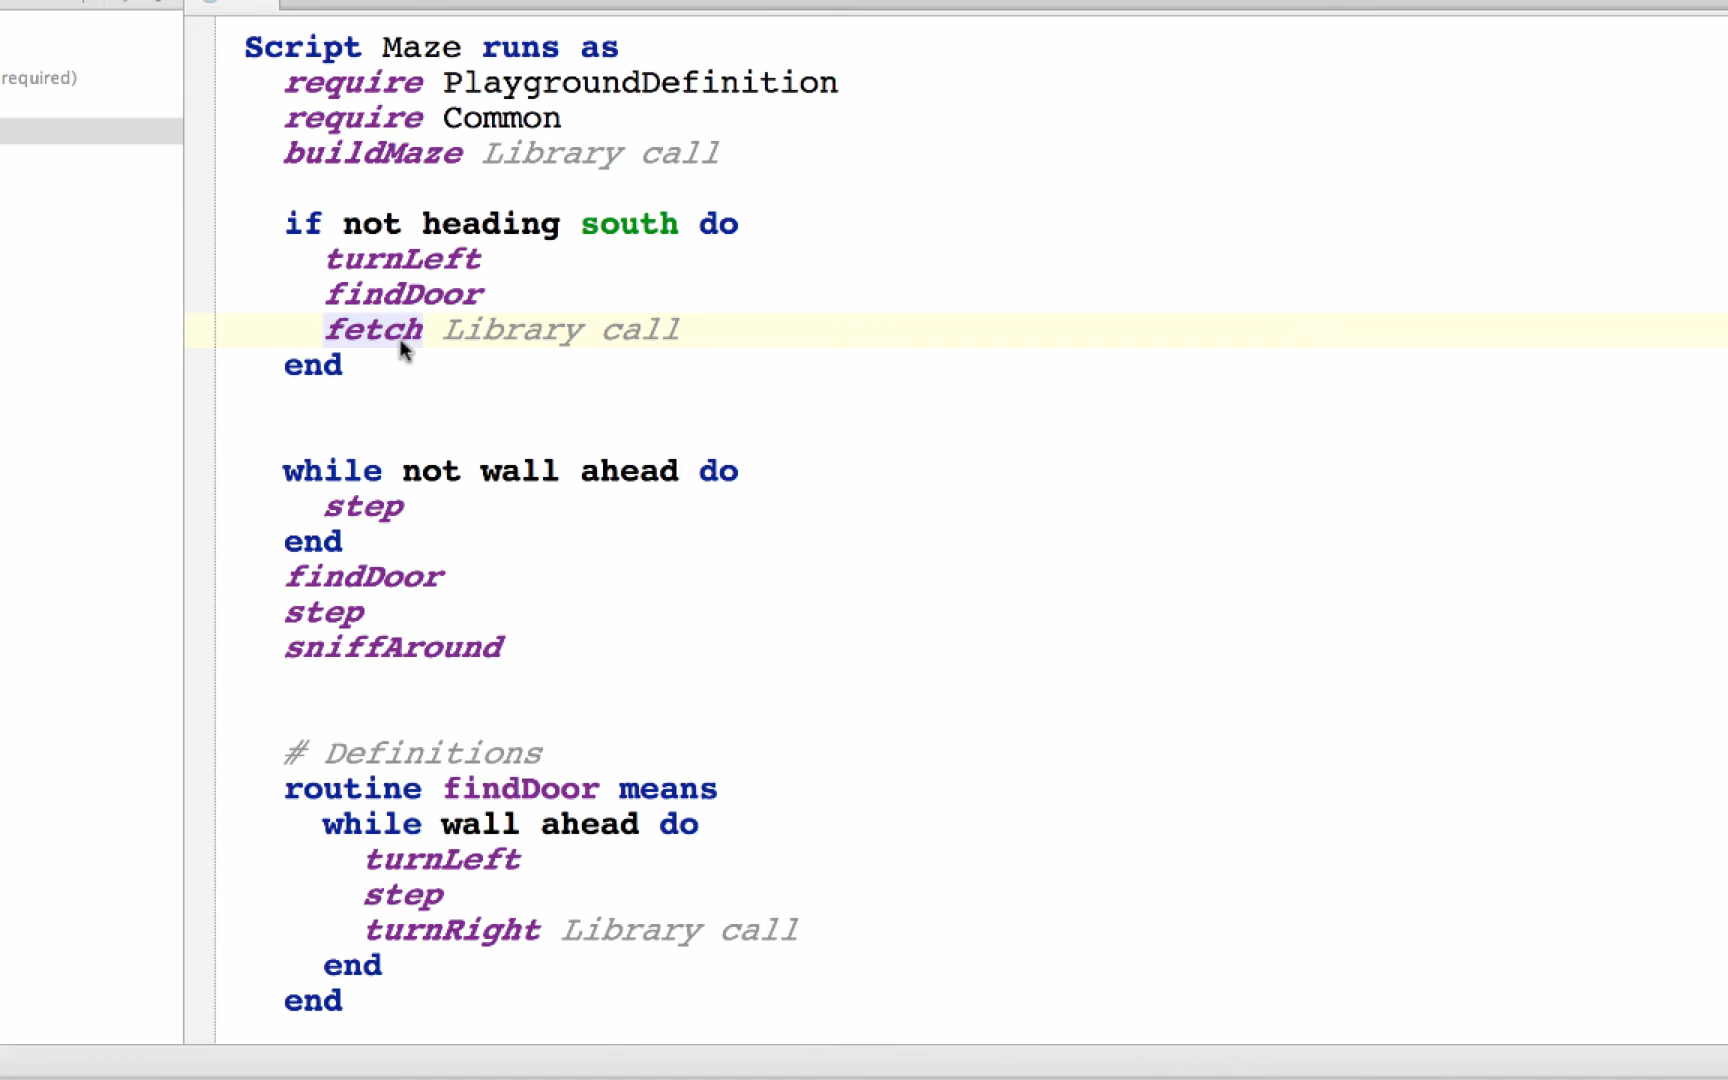 required)
Script Maze runs as
require PlaygroundDefinition
require Common
buildMaze Library call
if not heading south do
turnLeft
findDoor
fetch Library call
end
while not wall ahead do
step
end
findDoor
step
sniffAround
# Definitions
routine findDoor means
while wall ahead do
turnLeft
step
turnRight Library call
end
end